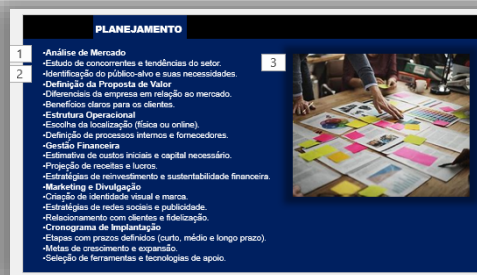 PLANEJAMENTO
1
•Análise de Mercado
3
•Estudo de concorrentes e tendências do setor.
2
•Identificação do público-alvo e suas necessidades.
•Definição da Proposta de Valor
•Diferenciais da empresa em relação ao mercado.
•Benefícios claros para os clientes.
•Estrutura Operacional
•Escolha da localização (física ou online).
•Definição de processos internos e fornecedores.
•Gestão Financeira
•Estimativa de custos iniciais e capital necessário.
•Projeção de receitas e lucros.
•Estratégias de reinvestimento e sustentabilidade financeira.
•Marketing e Divulgação
•Criação de identidade visual e marca.
•Estratégias de redes sociais e publicidade.
•Relacionamento com clientes e fidelização.
•Cronograma de Implantação
•Etapas com prazos definidos (curto, médio e longo prazo).
•Metas de crescimento e expansão.
•Seleção de ferramentas e tecnologias de apoio.